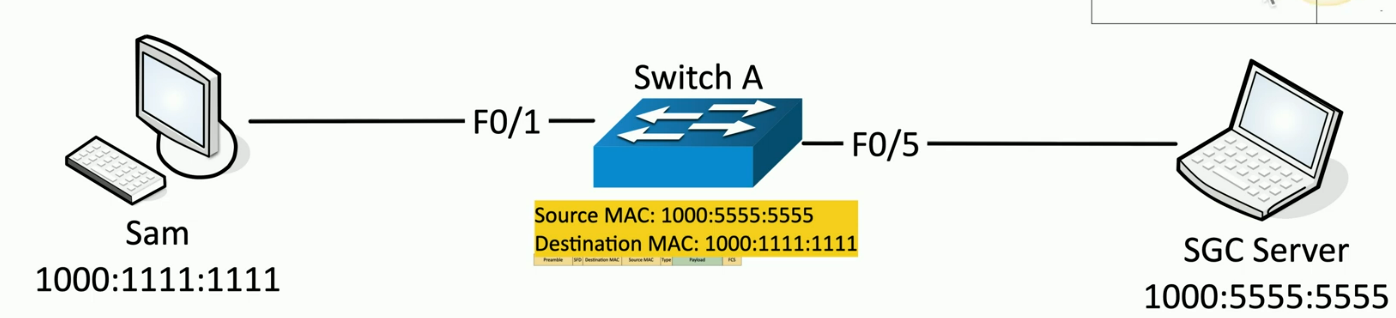 Switch A
F0/1
F0/5
Source MAC: 1000:5555:5555
Destination MAC: 1000:1111:1111
Preamble SFD Destination MAC Source MAC Type Payload FCS
Sam
1000:1111:1111
SGC Server
1000:5555:5555